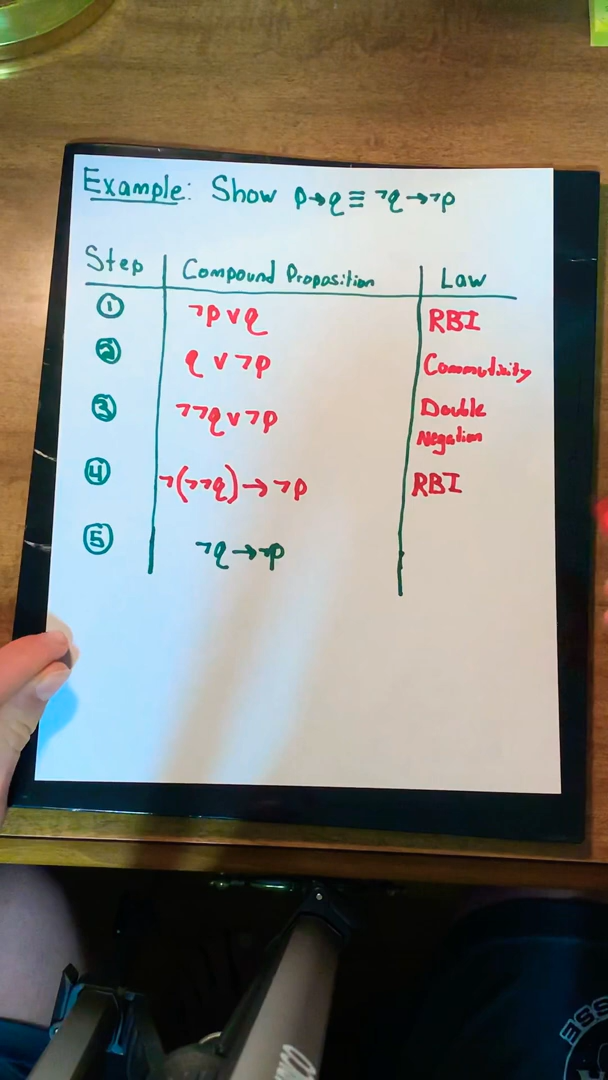 Example: Show p→q ≡ ¬q→¬p
Step Compound Proposition Law
① ¬p∨q RBI
② q ∨ ¬p Commutivity
③ ¬¬q ∨ ¬p Double Negation
④ ¬(¬¬q) → ¬p RBI
⑤ ¬q → ¬p